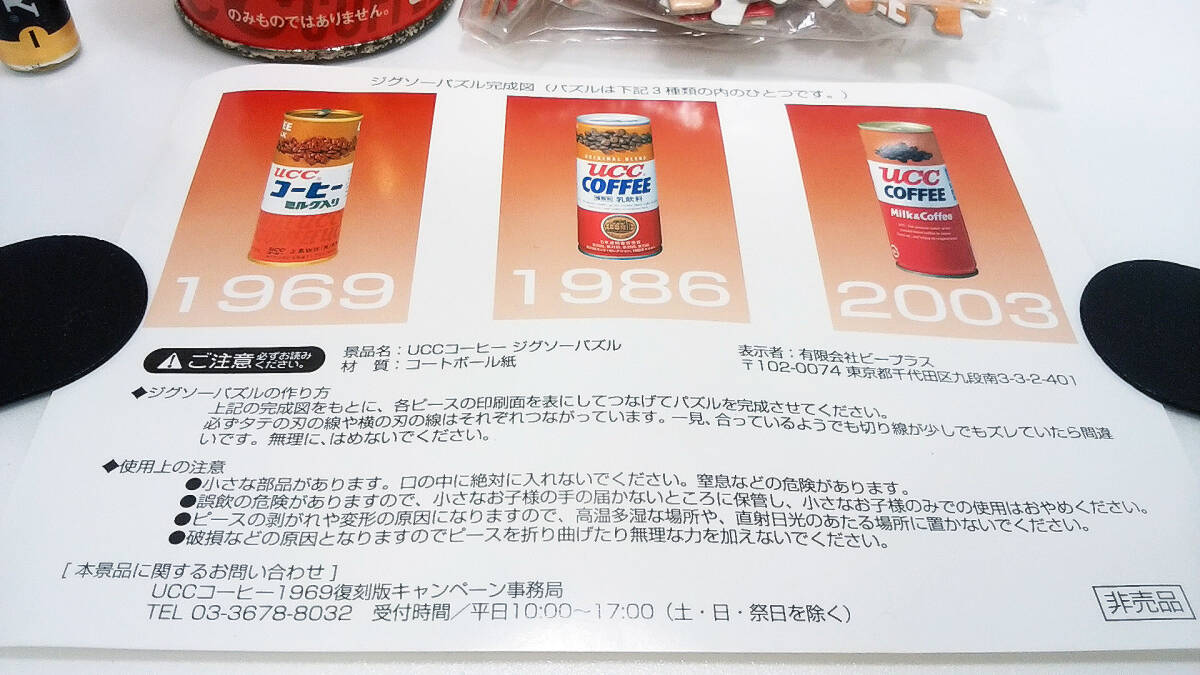 のみものではありません。
ジグソーパズル完成図（パズルは下記3種類の内のひとつです。）
UCC
コーヒー
ミルク入り
UCC
1969
ORIGINAL BLEND
UCC
COFFEE
乳飲料
1986
UCC
COFFEE
Milk&Coffee
2003
ご注意 必ずお読みください。
景品名：UCCコーヒー ジグソーパズル
材　質：コートボール紙
表示者：有限会社ビープラス
〒102-0074 東京都千代田区九段南3-3-2-401
◆ジグソーパズルの作り方
上記の完成図をもとに、各ピースの印刷面を表にしてつなげてパズルを完成させてください。
必ずタテの刃の線や横の刃の線はそれぞれつながっています。一見、合っているようでも切り線が少しでもズレていたら間違
いです。無理に、はめないでください。
◆使用上の注意
●小さな部品があります。口の中に絶対に入れないでください。窒息などの危険があります。
●誤飲の危険がありますので、小さなお子様の手の届かないところに保管し、小さなお子様のみでの使用はおやめください。
●ピースの剥がれや変形の原因になりますので、高温多湿な場所や、直射日光のあたる場所に置かないでください。
●破損などの原因となりますのでピースを折り曲げたり無理な力を加えないでください。
[ 本景品に関するお問い合わせ ]
UCCコーヒー1969復刻版キャンペーン事務局
TEL 03-3678-8032　受付時間／平日10:00〜17:00（土・日・祭日を除く）
非売品